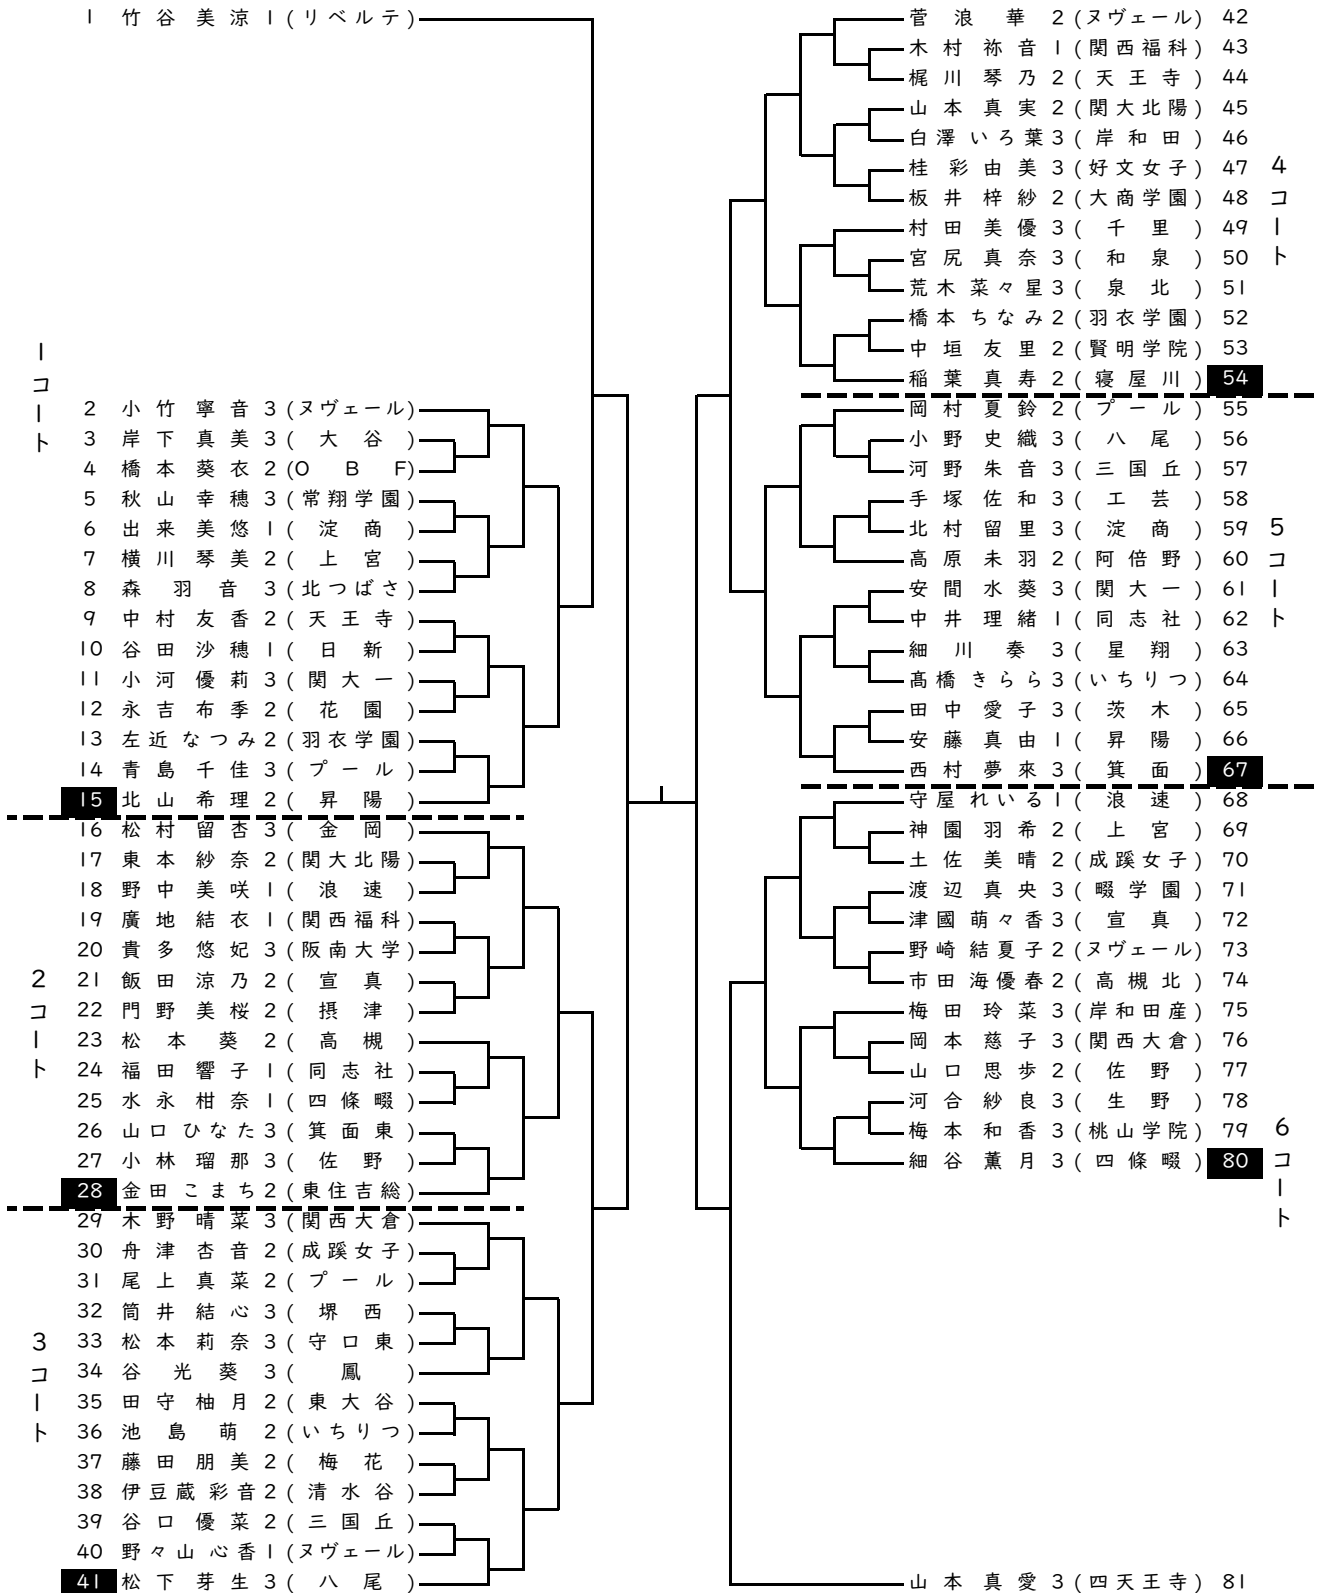 1 竹谷美涼 1 (リベルテ)
1コート
2 小竹寧音 3 (ヌヴェール)
3 岸下真美 3 (大谷)
4 橋本葵衣 2 (OBF)
5 秋山幸穂 3 (常翔学園)
6 出来美悠 1 (淀商)
7 横川琴美 2 (上宮)
8 森羽音 3 (北つばさ)
9 中村友香 2 (天王寺)
10 谷田沙穂 1 (日新)
11 小河優莉 3 (関大一)
12 永吉布季 2 (花園)
13 左近なつみ 2 (羽衣学園)
14 青島千佳 3 (プール)
15 北山希理 2 (昇陽)
16 松村留杏 3 (金岡)
17 東本紗奈 2 (関大北陽)
18 野中美咲 1 (浪速)
19 廣地結衣 1 (関西福科)
20 貴多悠妃 3 (阪南大学)
2コート
21 飯田涼乃 2 (宣真)
22 門野美桜 2 (摂津)
23 松本葵 2 (高槻)
24 福田響子 1 (同志社)
25 水永柑奈 1 (四條畷)
26 山口ひなた 3 (箕面東)
27 小林瑠那 3 (佐野)
28 金田こまち 2 (東住吉総)
29 木野晴菜 3 (関西大倉)
30 舟津杏音 2 (成蹊女子)
31 尾上真菜 2 (プール)
32 筒井結心 3 (堺西)
3コート
33 松本莉奈 3 (守口東)
34 谷光葵 3 (鳳)
35 田守柚月 2 (東大谷)
36 池島萌 2 (いちりつ)
37 藤田朋美 2 (梅花)
38 伊豆蔵彩音 2 (清水谷)
39 谷口優菜 2 (三国丘)
40 野々山心香 1 (ヌヴェール)
41 松下芽生 3 (八尾)
菅浪華 2 (ヌヴェール) 42
木村祢音 1 (関西福科) 43
梶川琴乃 2 (天王寺) 44
山本真実 2 (関大北陽) 45
白澤いろ葉 3 (岸和田) 46
桂彩由美 3 (好文女子) 47
4コート
板井梓紗 2 (大商学園) 48
村田美優 3 (千里) 49
宮尻真奈 3 (和泉) 50
荒木菜々星 3 (泉北) 51
橋本ちなみ 2 (羽衣学園) 52
中垣友里 2 (賢明学院) 53
稲葉真寿 2 (寝屋川) 54
岡村夏鈴 2 (プール) 55
小野史織 3 (八尾) 56
河野朱音 3 (三国丘) 57
手塚佐和 3 (工芸) 58
北村留里 3 (淀商) 59
5コート
高原未羽 2 (阿倍野) 60
安間水葵 3 (関大一) 61
中井理緒 1 (同志社) 62
細川奏 3 (星翔) 63
髙橋きらら 3 (いちりつ) 64
田中愛子 3 (茨木) 65
安藤真由 1 (昇陽) 66
西村夢來 3 (箕面) 67
守屋れいる 1 (浪速) 68
神園羽希 2 (上宮) 69
土佐美晴 2 (成蹊女子) 70
渡辺真央 3 (畷学園) 71
津國萌々香 3 (宣真) 72
野崎結夏子 2 (ヌヴェール) 73
市田海優春 2 (高槻北) 74
梅田玲菜 3 (岸和田産) 75
岡本慈子 3 (関西大倉) 76
山口思歩 2 (佐野) 77
河合紗良 3 (生野) 78
梅本和香 3 (桃山学院) 79
6コート
細谷薫月 3 (四條畷) 80
山本真愛 3 (四天王寺) 81